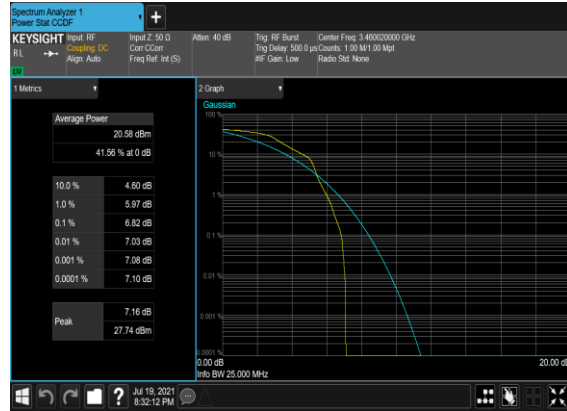 Spectrum Analyzer 1
Power Stat CCDF
KEYSIGHT
RL
Input: RF
Coupling: DC
Align: Auto
Input Z: 50 Ω
Corr CCorr
Freq Ref: Int (S)
Atten: 40 dB
Trig: RF Burst
Trig Delay: 500.0 µs
#IF Gain: Low
Center Freq: 3.460020000 GHz
Counts: 1.00 M/1.00 Mpt
Radio Std: None
1 Metrics
Average Power
20.58 dBm
41.56 % at 0 dB
10.0 % 4.60 dB
1.0 % 5.97 dB
0.1 % 6.82 dB
0.01 % 7.03 dB
0.001 % 7.08 dB
0.0001 % 7.10 dB
Peak
7.16 dB
27.74 dBm
2 Graph
Gaussian
100 %
10 %
1 %
0.1 %
0.01 %
0.001 %
0.0001 %
0.00 dB
20.00 dB
Info BW 25.000 MHz
?
Jul 19, 2021
8:32:12 PM